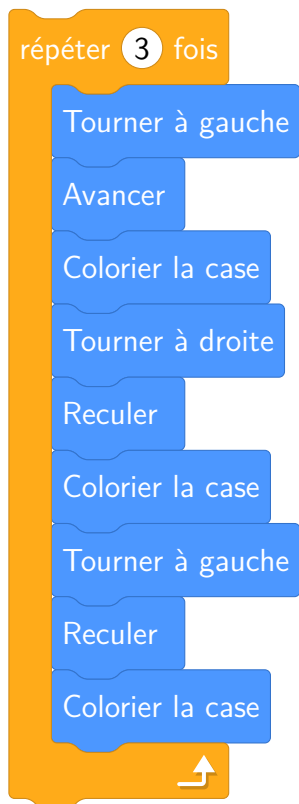 répéter 3 fois
Tourner à gauche
Avancer
Colorier la case
Tourner à droite
Reculer
Colorier la case
Tourner à gauche
Reculer
Colorier la case